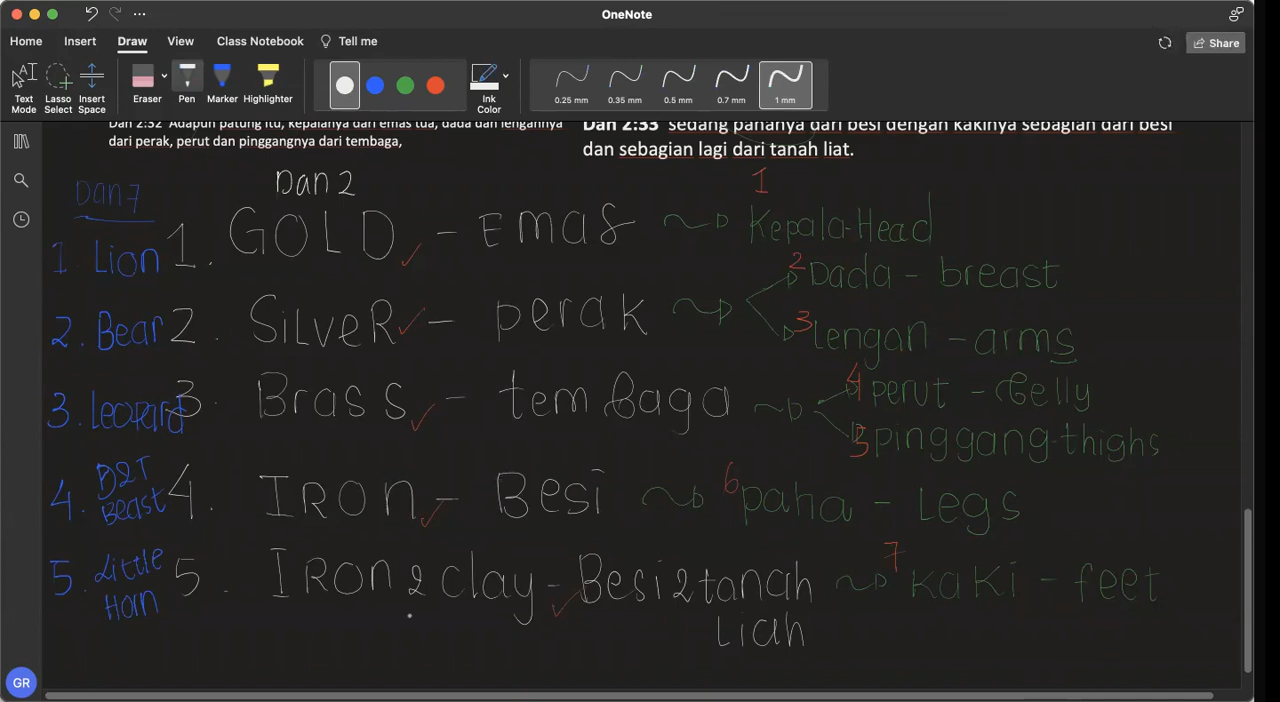 OneNote
Home Insert Draw View Class Notebook Tell me
Share
Text Mode
Lasso Select
Insert Space
Eraser
Pen
Marker
Highlighter
Ink Color
0.25 mm
0.35 mm
0.5 mm
0.7 mm
1 mm
Dan 2:32 Adapun patung itu, kepalanya dari emas tua, dada dan lengannya
dari perak, perut dan pinggangnya dari tembaga,
Dan 2:33 sedang pahanya dari besi dengan kakinya sebagian dari besi
dan sebagian lagi dari tanah liat.
Dan 7
Dan 2
1 Lion 1. GOLD - Emas 1 Kepala-Head
2 Dada - breast
2. Bear 2. SiLVeR - perak
3 Lengan - arms
3. Leopard 3. Brass - tembaga
4 perut - belly
5 pinggang-thighs
4. D&T Beast 4. IRon - Besi 6 paha - Legs
5. Little Horn 5. IRon & clay - Besi & tanah Liah 7 KaKi - feet
GR